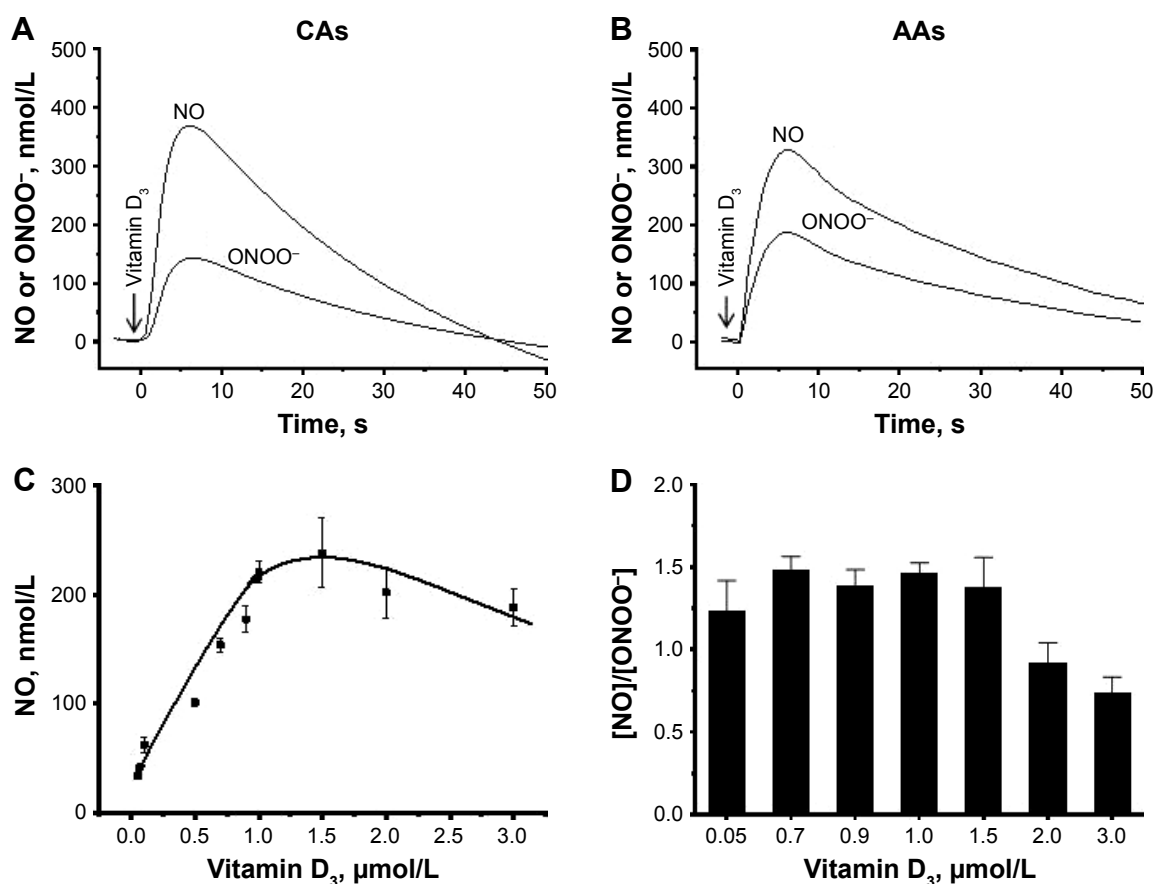 A
CAs
500
400
300
200
100
0
NO or ONOO⁻, nmol/L
Vitamin D₃
NO
ONOO⁻
0 10 20 30 40 50
Time, s
B
AAs
500
400
300
200
100
0
NO or ONOO⁻, nmol/L
Vitamin D₃
NO
ONOO⁻
0 10 20 30 40 50
Time, s
C
300
200
100
0
NO, nmol/L
0.0 0.5 1.0 1.5 2.0 2.5 3.0
Vitamin D₃, µmol/L
D
2.0
1.5
1.0
0.5
0.0
[NO]/[ONOO⁻]
0.05 0.7 0.9 1.0 1.5 2.0 3.0
Vitamin D₃, µmol/L